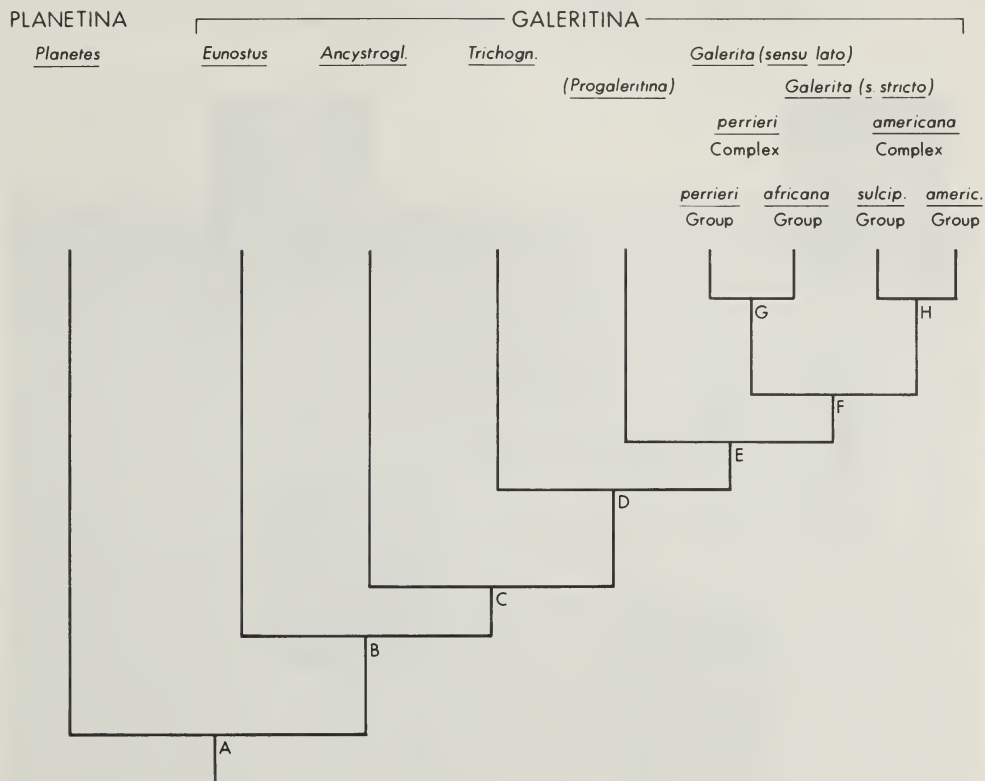 PLANETINA GALERITINA
Planetes Eunostus Ancystrogl. Trichogn. Galerita (sensu lato)
(Progaleritina) Galerita (s. stricto)
perrieri americana
Complex Complex
perrieri africana sulcip. americ.
Group Group Group Group
G H
F
E
D
C
B
A